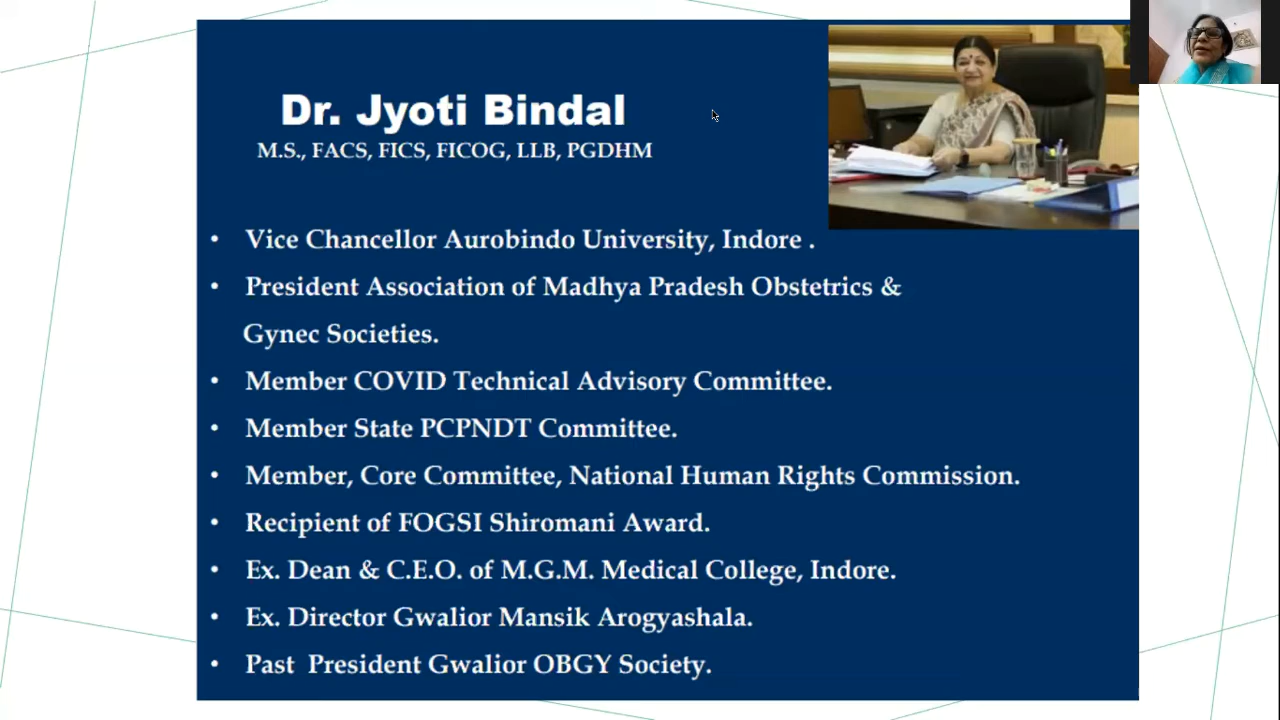 Dr. Jyoti Bindal
M.S., FACS, FICS, FICOG, LLB, PGDHM
• Vice Chancellor Aurobindo University, Indore .
• President Association of Madhya Pradesh Obstetrics &
Gynec Societies.
• Member COVID Technical Advisory Committee.
• Member State PCPNDT Committee.
• Member, Core Committee, National Human Rights Commission.
• Recipient of FOGSI Shiromani Award.
• Ex. Dean & C.E.O. of M.G.M. Medical College, Indore.
• Ex. Director Gwalior Mansik Arogyashala.
• Past President Gwalior OBGY Society.